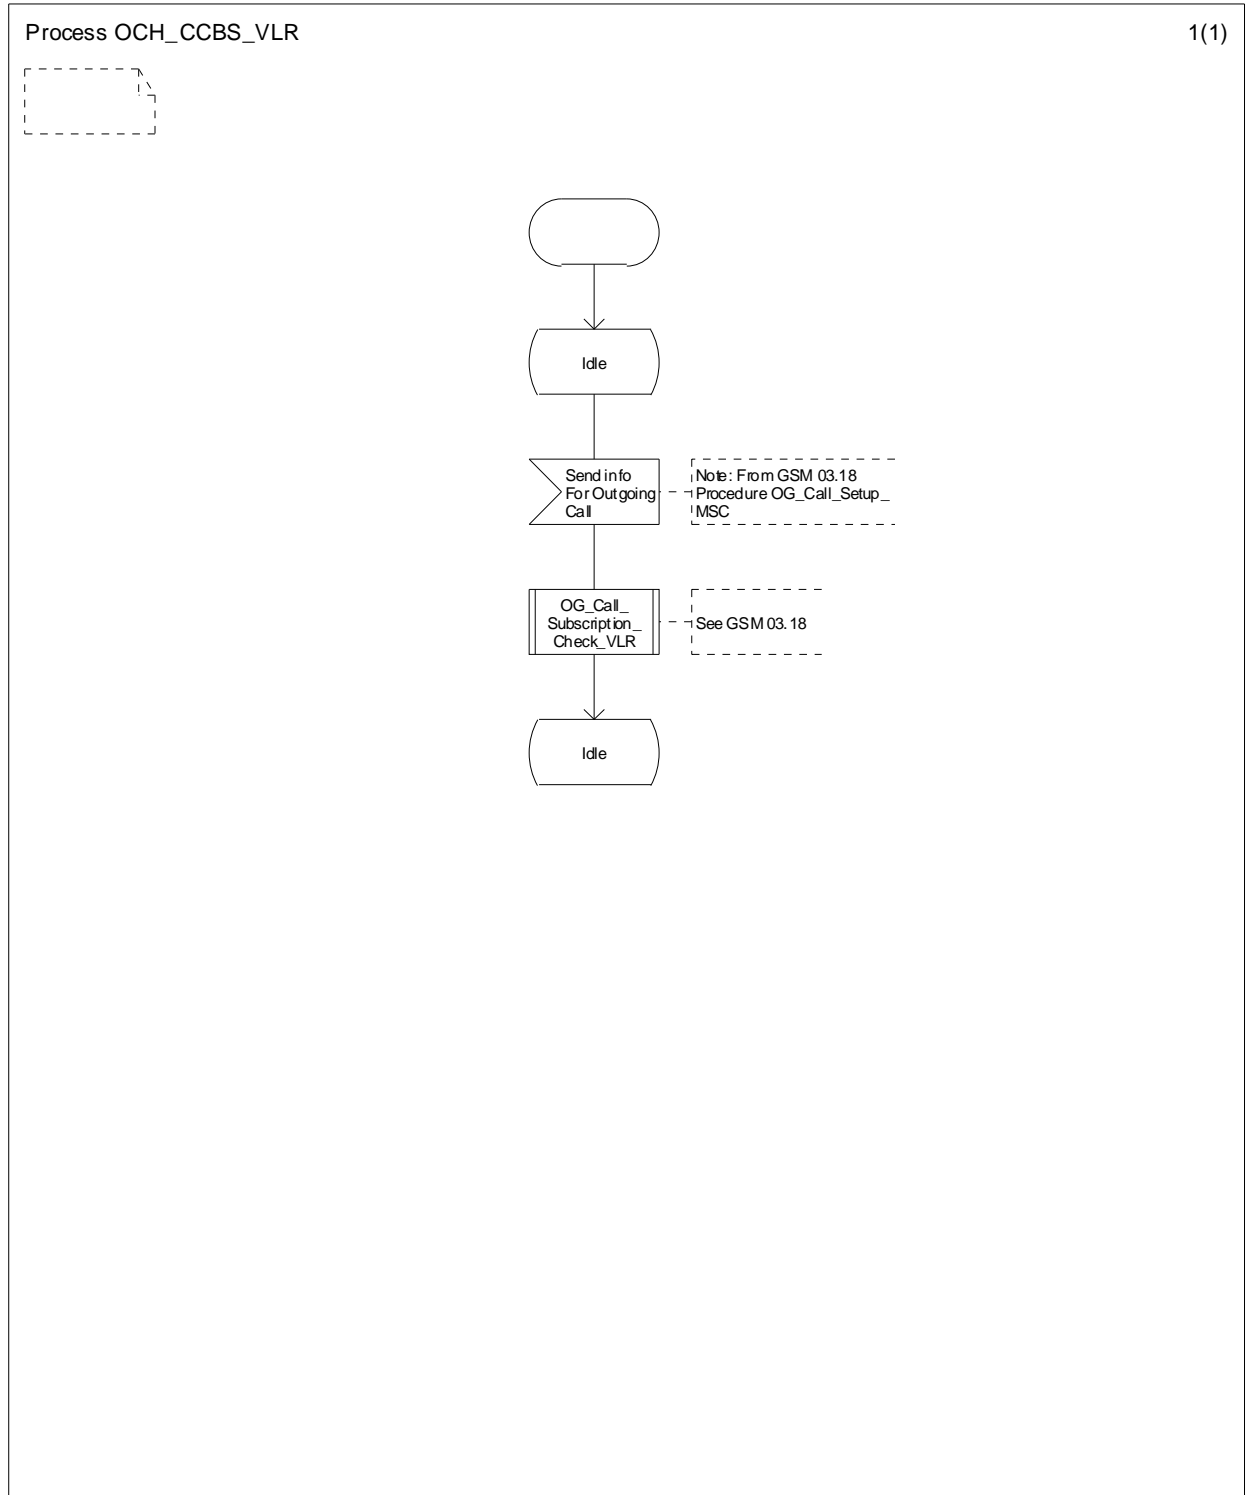 Process OCH_CCBS_VLR
1(1)
Idle
Send info
For Outgoing
Call
Note: From GSM 03.18
Procedure OG_Call_Setup_
MSC
OG_Call_
Subscription_
Check_VLR
See GSM 03.18
Idle